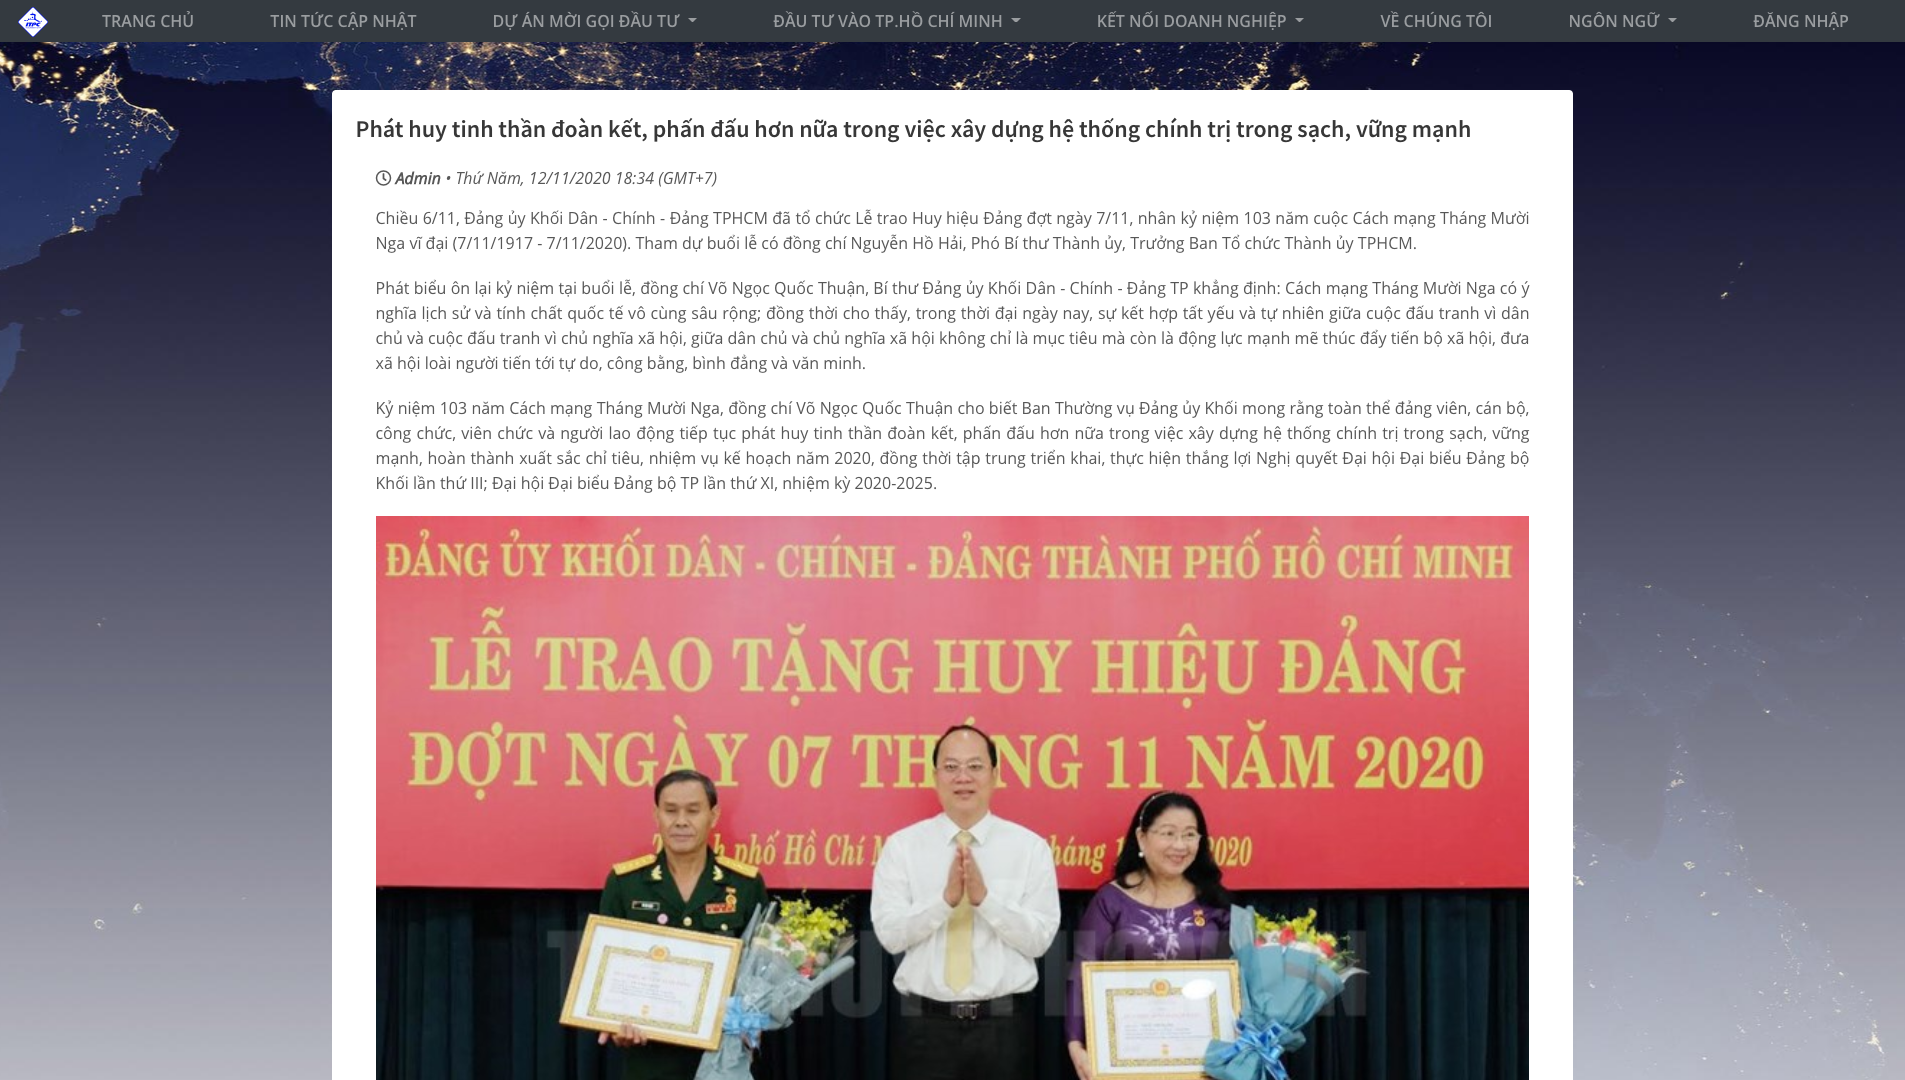 ITPC
TRANG CHỦ
TIN TỨC CẬP NHẬT
DỰ ÁN MỜI GỌI ĐẦU TƯ
ĐẦU TƯ VÀO TP.HỒ CHÍ MINH
KẾT NỐI DOANH NGHIỆP
VỀ CHÚNG TÔI
NGÔN NGỮ
ĐĂNG NHẬP
Phát huy tinh thần đoàn kết, phấn đấu hơn nữa trong việc xây dựng hệ thống chính trị trong sạch, vững mạnh
Admin • Thứ Năm, 12/11/2020 18:34 (GMT+7)
Chiều 6/11, Đảng ủy Khối Dân - Chính - Đảng TPHCM đã tổ chức Lễ trao Huy hiệu Đảng đợt ngày 7/11, nhân kỷ niệm 103 năm cuộc Cách mạng Tháng Mười
Nga vĩ đại (7/11/1917 - 7/11/2020). Tham dự buổi lễ có đồng chí Nguyễn Hồ Hải, Phó Bí thư Thành ủy, Trưởng Ban Tổ chức Thành ủy TPHCM.
Phát biểu ôn lại kỷ niệm tại buổi lễ, đồng chí Võ Ngọc Quốc Thuận, Bí thư Đảng ủy Khối Dân - Chính - Đảng TP khẳng định: Cách mạng Tháng Mười Nga có ý
nghĩa lịch sử và tính chất quốc tế vô cùng sâu rộng; đồng thời cho thấy, trong thời đại ngày nay, sự kết hợp tất yếu và tự nhiên giữa cuộc đấu tranh vì dân
chủ và cuộc đấu tranh vì chủ nghĩa xã hội, giữa dân chủ và chủ nghĩa xã hội không chỉ là mục tiêu mà còn là động lực mạnh mẽ thúc đẩy tiến bộ xã hội, đưa
xã hội loài người tiến tới tự do, công bằng, bình đẳng và văn minh.
Kỷ niệm 103 năm Cách mạng Tháng Mười Nga, đồng chí Võ Ngọc Quốc Thuận cho biết Ban Thường vụ Đảng ủy Khối mong rằng toàn thể đảng viên, cán bộ,
công chức, viên chức và người lao động tiếp tục phát huy tinh thần đoàn kết, phấn đấu hơn nữa trong việc xây dựng hệ thống chính trị trong sạch, vững
mạnh, hoàn thành xuất sắc chỉ tiêu, nhiệm vụ kế hoạch năm 2020, đồng thời tập trung triển khai, thực hiện thắng lợi Nghị quyết Đại hội Đại biểu Đảng bộ
Khối lần thứ III; Đại hội Đại biểu Đảng bộ TP lần thứ XI, nhiệm kỳ 2020-2025.
ĐẢNG ỦY KHỐI DÂN - CHÍNH - ĐẢNG THÀNH PHỐ HỒ CHÍ MINH
LỄ TRAO TẶNG HUY HIỆU ĐẢNG
ĐỢT NGÀY 07 THÁNG 11 NĂM 2020
phố Hồ Chí háng 2020